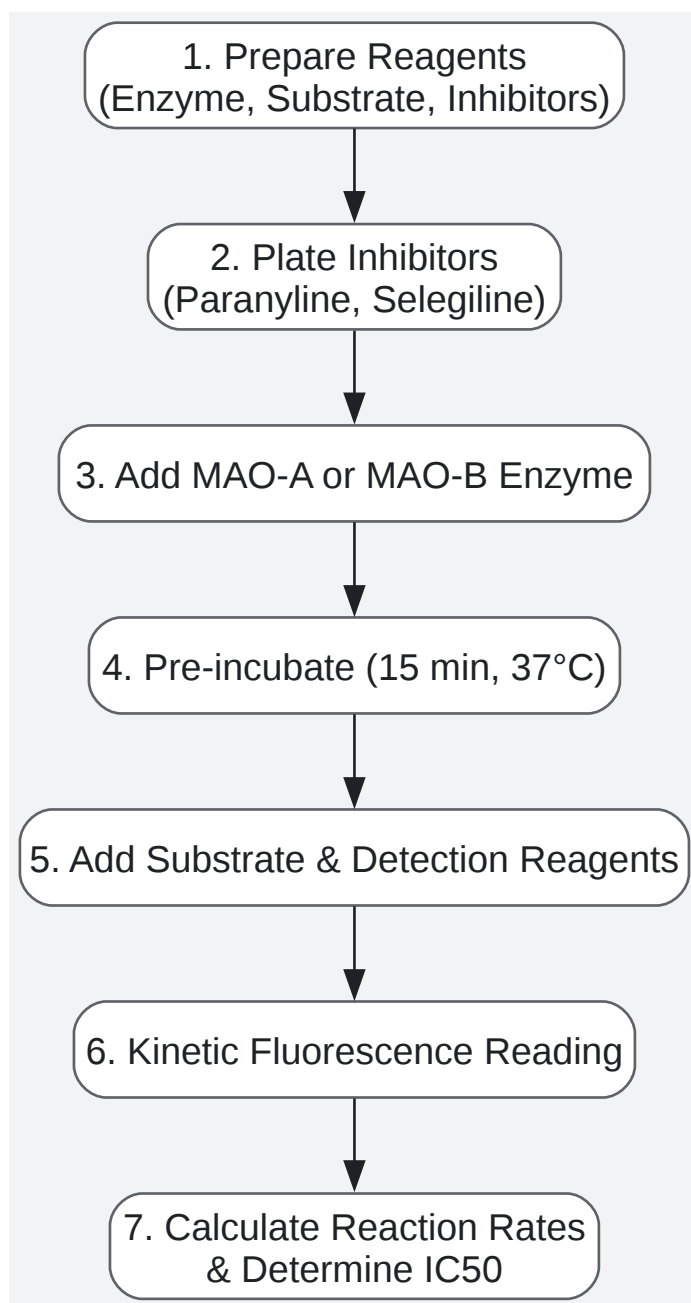 1. Prepare Reagents
(Enzyme, Substrate, Inhibitors)
2. Plate Inhibitors
(Paranyline, Selegiline)
3. Add MAO-A or MAO-B Enzyme
4. Pre-incubate (15 min, 37°C)
5. Add Substrate & Detection Reagents
6. Kinetic Fluorescence Reading
7. Calculate Reaction Rates
& Determine IC50